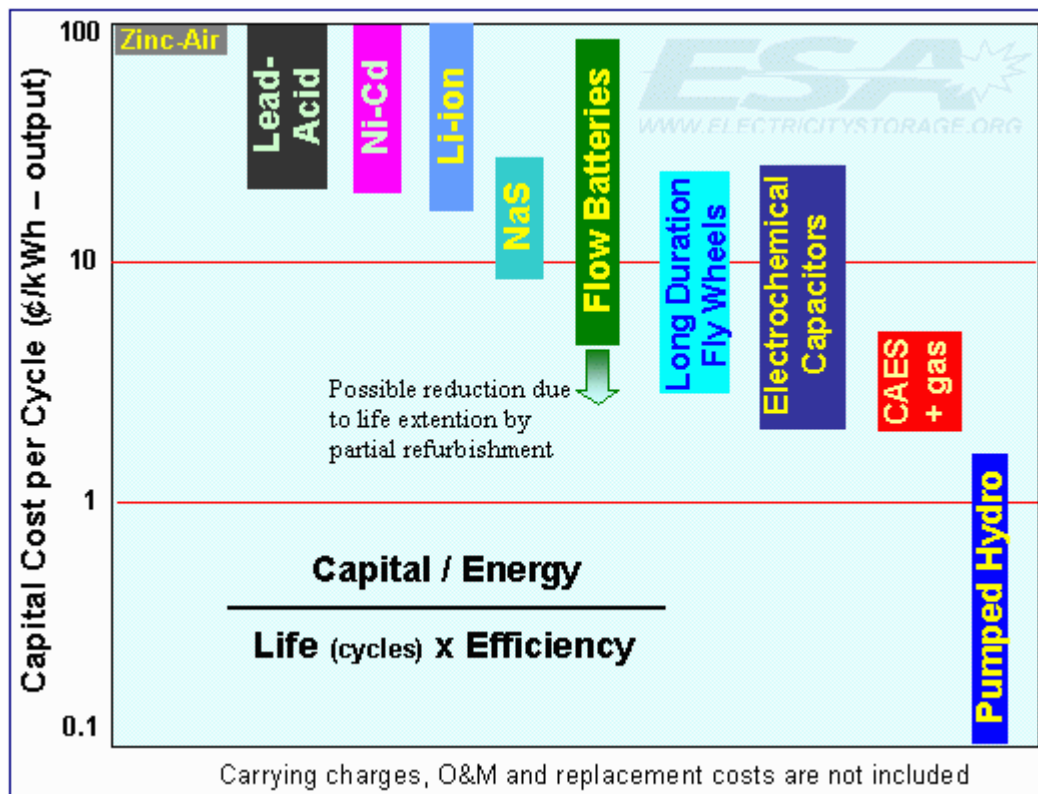 Capital Cost per Cycle (¢/kWh – output)
100
10
1
0.1
Zinc-Air
Lead-
Acid
Ni-Cd
Li-ion
NaS
Flow Batteries
Long Duration
Fly Wheels
Electrochemical
Capacitors
CAES
+ gas
Pumped Hydro
ESA
WWW.ELECTRICITYSTORAGE.ORG
Possible reduction due
to life extention by
partial refurbishment
Capital / Energy
Life (cycles) x Efficiency
Carrying charges, O&M and replacement costs are not included